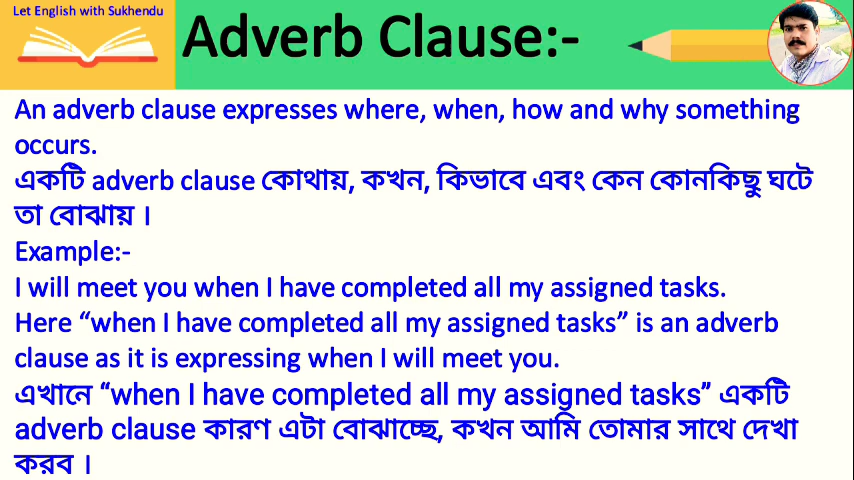 Let English with Sukhendu
Adverb Clause:-
An adverb clause expresses where, when, how and why something
occurs.
একটি adverb clause কোথায়, কখন, কিভাবে এবং কেন কোনকিছু ঘটে
তা বোঝায় ।
Example:-
I will meet you when I have completed all my assigned tasks.
Here “when I have completed all my assigned tasks” is an adverb
clause as it is expressing when I will meet you.
এখানে “when I have completed all my assigned tasks” একটি
adverb clause কারণ এটা বোঝাচ্ছে, কখন আমি তোমার সাথে দেখা
করব ।